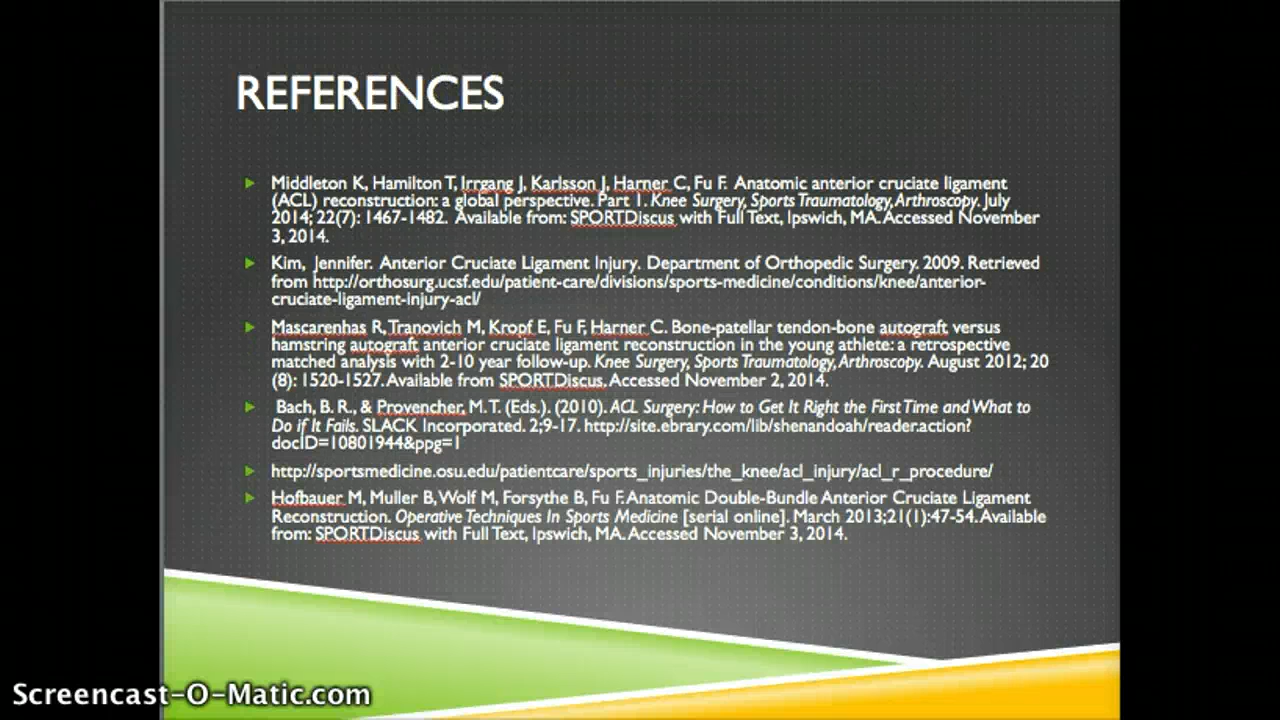 REFERENCES
Middleton K, Hamilton T, Irrgang J, Karlsson J, Harner C, Fu F. Anatomic anterior cruciate ligament
(ACL) reconstruction: a global perspective. Part 1. Knee Surgery, Sports Traumatology, Arthroscopy. July
2014; 22(7): 1467-1482. Available from: SPORTDiscus with Full Text, Ipswich, MA. Accessed November
3, 2014.
Kim, Jennifer. Anterior Cruciate Ligament Injury. Department of Orthopedic Surgery. 2009. Retrieved
from http://orthosurg.ucsf.edu/patient-care/divisions/sports-medicine/conditions/knee/anterior-
cruciate-ligament-injury-acl/
Mascarenhas R, Tranovich M, Kropf E, Fu F, Harner C. Bone-patellar tendon-bone autograft versus
hamstring autograft anterior cruciate ligament reconstruction in the young athlete: a retrospective
matched analysis with 2-10 year follow-up. Knee Surgery, Sports Traumatology, Arthroscopy. August 2012; 20
(8): 1520-1527. Available from SPORTDiscus. Accessed November 2, 2014.
Bach, B. R., & Provencher, M. T. (Eds.). (2010). ACL Surgery: How to Get It Right the First Time and What to
Do if It Fails. SLACK Incorporated. 2;9-17. http://site.ebrary.com/lib/shenandoah/reader.action?
docID=10801944&ppg=1
http://sportsmedicine.osu.edu/patientcare/sports_injuries/the_knee/acl_injury/acl_r_procedure/
Hofbauer M, Muller B, Wolf M, Forsythe B, Fu F. Anatomic Double-Bundle Anterior Cruciate Ligament
Reconstruction. Operative Techniques In Sports Medicine [serial online]. March 2013;21(1):47-54. Available
from: SPORTDiscus with Full Text, Ipswich, MA. Accessed November 3, 2014.
Screencast-O-Matic.com